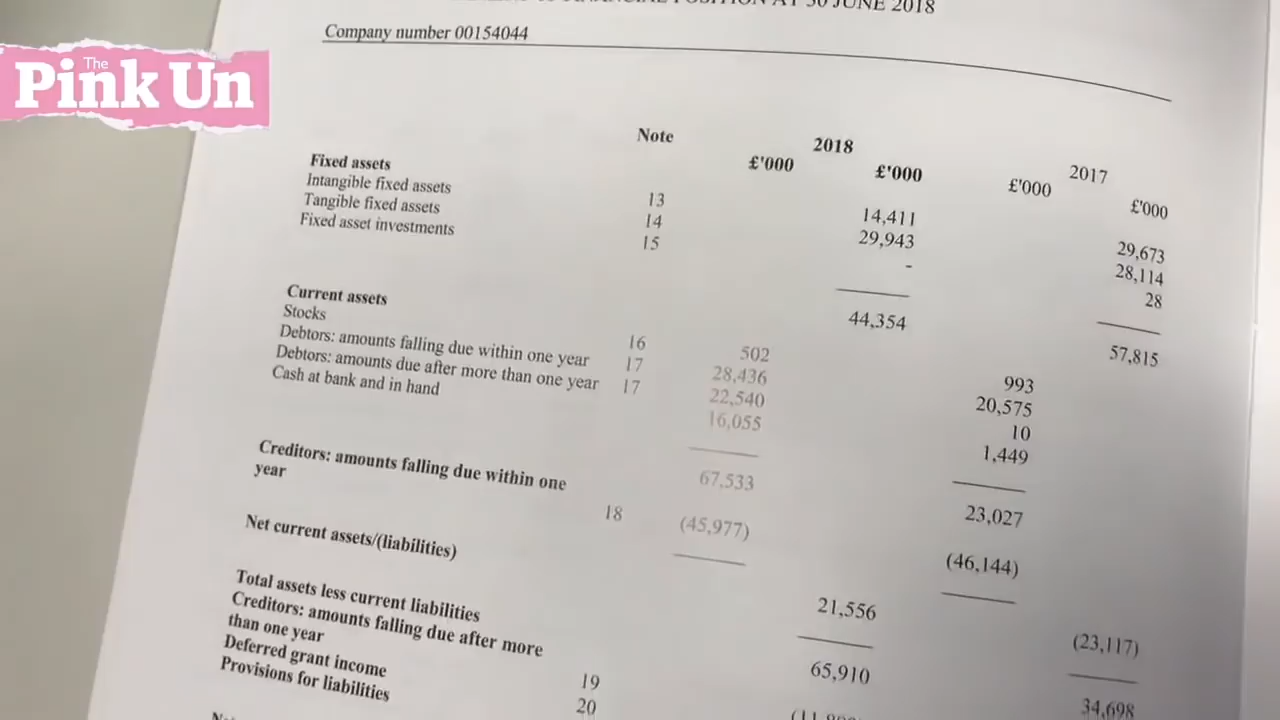 FINANCIAL POSITION AT 30 JUNE 2018
Company number 00154044
The
Pink Un
Note 2018 2017
£'000 £'000 £'000 £'000
Fixed assets
Intangible fixed assets 13 14,411 29,673
Tangible fixed assets 14 29,943 28,114
Fixed asset investments 15 - 28
44,354 57,815
Current assets
Stocks 16 502 993
Debtors: amounts falling due within one year 17 28,436 20,575
Debtors: amounts due after more than one year 17 22,540 10
Cash at bank and in hand 16,055 1,449
67,533 23,027
Creditors: amounts falling due within one
year 18 (45,977) (46,144)
Net current assets/(liabilities) 21,556 (23,117)
Total assets less current liabilities 65,910 34,698
Creditors: amounts falling due after more
than one year 19
Deferred grant income 20
Provisions for liabilities